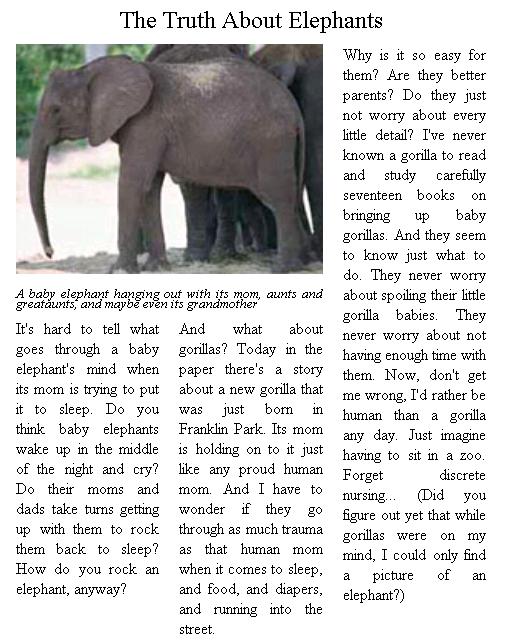 The Truth About Elephants
A baby elephant hanging out with its mom, aunts and
greataunts, and maybe even its grandmother
It's hard to tell what
goes through a baby
elephant's mind when
its mom is trying to put
it to sleep. Do you
think baby elephants
wake up in the middle
of the night and cry?
Do their moms and
dads take turns getting
up with them to rock
them back to sleep?
How do you rock an
elephant, anyway?
And what about
gorillas? Today in the
paper there's a story
about a new gorilla that
was just born in
Franklin Park. Its mom
is holding on to it just
like any proud human
mom. And I have to
wonder if they go
through as much trauma
as that human mom
when it comes to sleep,
and food, and diapers,
and running into the
street.
Why is it so easy for
them? Are they better
parents? Do they just
not worry about every
little detail? I've never
known a gorilla to read
and study carefully
seventeen books on
bringing up baby
gorillas. And they seem
to know just what to
do. They never worry
about spoiling their little
gorilla babies. They
never worry about not
having enough time with
them. Now, don't get
me wrong, I'd rather be
human than a gorilla
any day. Just imagine
having to sit in a zoo.
Forget discrete
nursing... (Did you
figure out yet that while
gorillas were on my
mind, I could only find
a picture of an
elephant?)